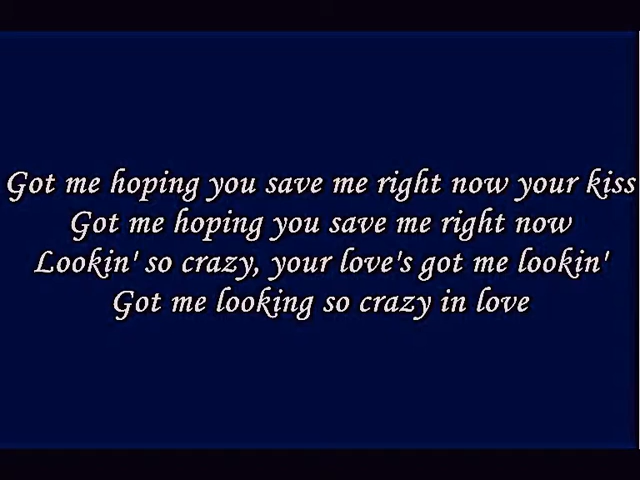 Got me hoping you save me right now your kiss
Got me hoping you save me right now
Lookin' so crazy, your love's got me lookin'
Got me looking so crazy in love